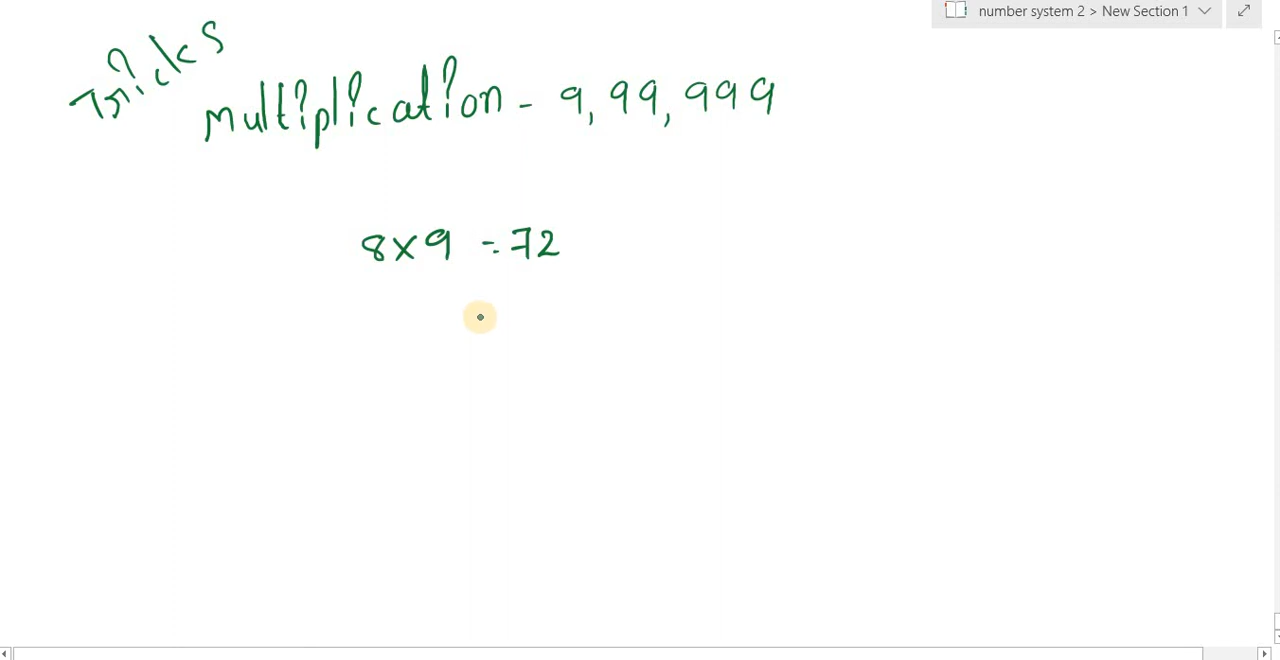 number system 2 > New Section 1
Tricks
Multiplication - 9, 99, 999
8x9 = 72